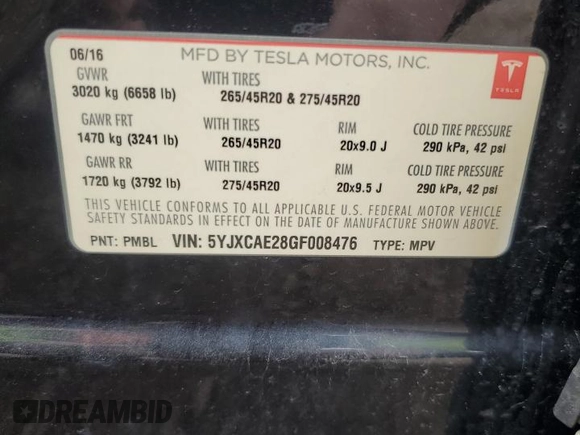 06/16 MFD BY TESLA MOTORS, INC.
GVWR WITH TIRES
3020 kg (6658 lb) 265/45R20 & 275/45R20
GAWR FRT WITH TIRES RIM COLD TIRE PRESSURE
1470 kg (3241 lb) 265/45R20 20x9.0 J 290 kPa, 42 psi
GAWR RR WITH TIRES RIM COLD TIRE PRESSURE
1720 kg (3792 lb) 275/45R20 20x9.5 J 290 kPa, 42 psi
THIS VEHICLE CONFORMS TO ALL APPLICABLE U.S. FEDERAL MOTOR VEHICLE
SAFETY STANDARDS IN EFFECT ON THE DATE OF MANUFACTURE SHOWN ABOVE.
PNT: PMBL VIN: 5YJXCAE28GF008476 TYPE: MPV
TESLA
DREAMBID